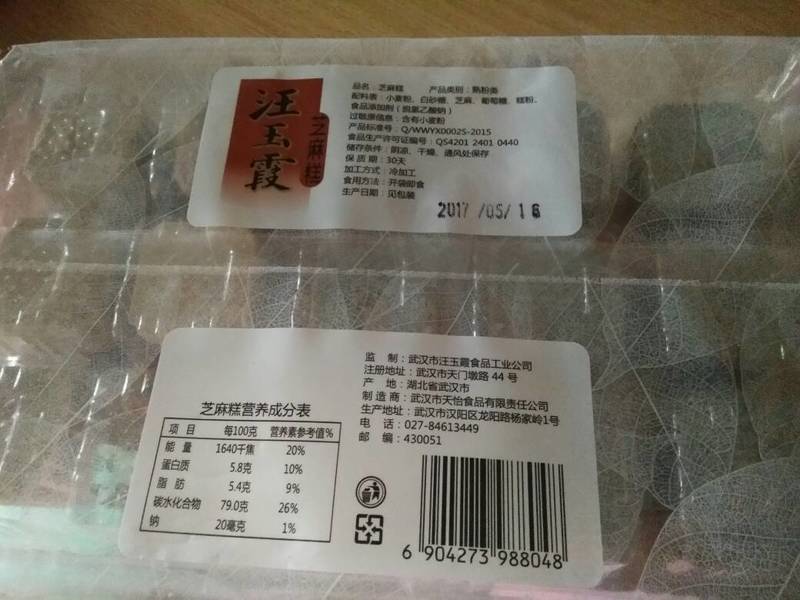 汪玉霞
芝麻糕
品名：芝麻糕 产品类别：熟粉类
配料表：小麦粉、白砂糖、芝麻、葡萄糖、糕粉、
食品添加剂（脱氢乙酸钠）
过敏原信息：含有小麦粉
产品标准号：Q/WWYX0002S-2015
食品生产许可证编号：QS4201 2401 0440
储存条件：阴凉、干燥、通风处保存
保 质 期：30天
加工方式：冷加工
食用方法：开袋即食
生产日期：见包装
2017 /05/ 16
芝麻糕营养成分表
项 目 每100克 营养素参考值%
能 量 1640千焦 20%
蛋白质 5.8克 10%
脂 肪 5.4克 9%
碳水化合物 79.0克 26%
钠 20毫克 1%
监 制：武汉市汪玉霞食品工业公司
注册地址：武汉市天门墩路 44 号
产 地：湖北省武汉市
制 造 商：武汉市天怡食品有限责任公司
生产地址：武汉市汉阳区龙阳路杨家岭1号
电 话：027-84613449
邮 编：430051
6 904273 988048